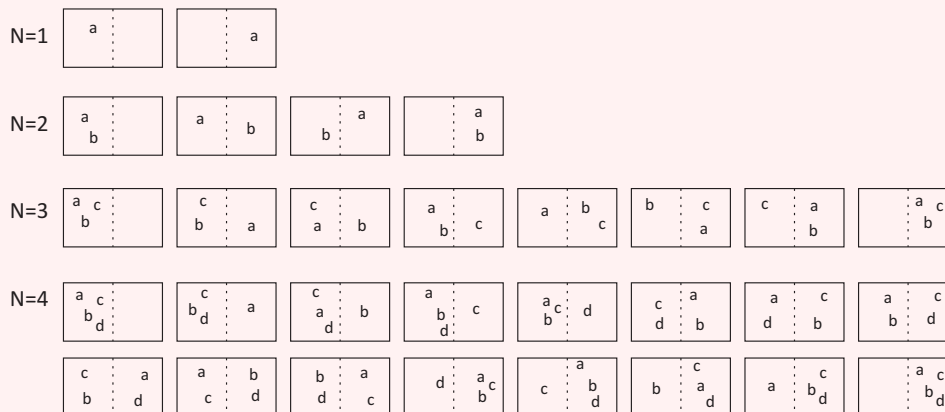 N=1 a a
N=2 a b a b b a a b
N=3 a c b c b a c a b a b c a b c b c a c a b a c b
N=4 a c b d c b d a c a d b a b d c a c b d c d a b a d c b a b c d
c b a d a c b d b d a c d a c b c a b d b c a d a c b d a c b d